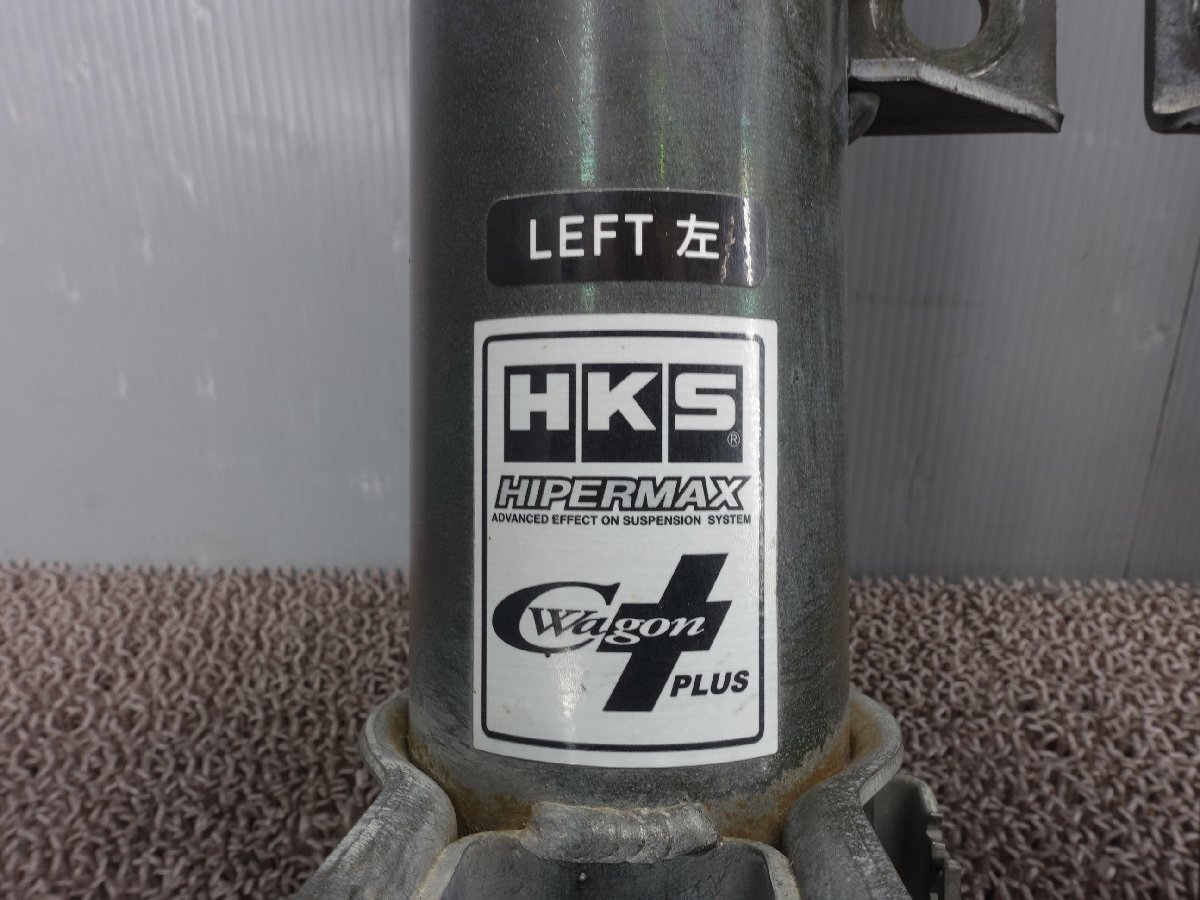 LEFT 左
HKS®
HIPERMAX
ADVANCED EFFECT ON SUSPENSION SYSTEM
C Wagon
PLUS